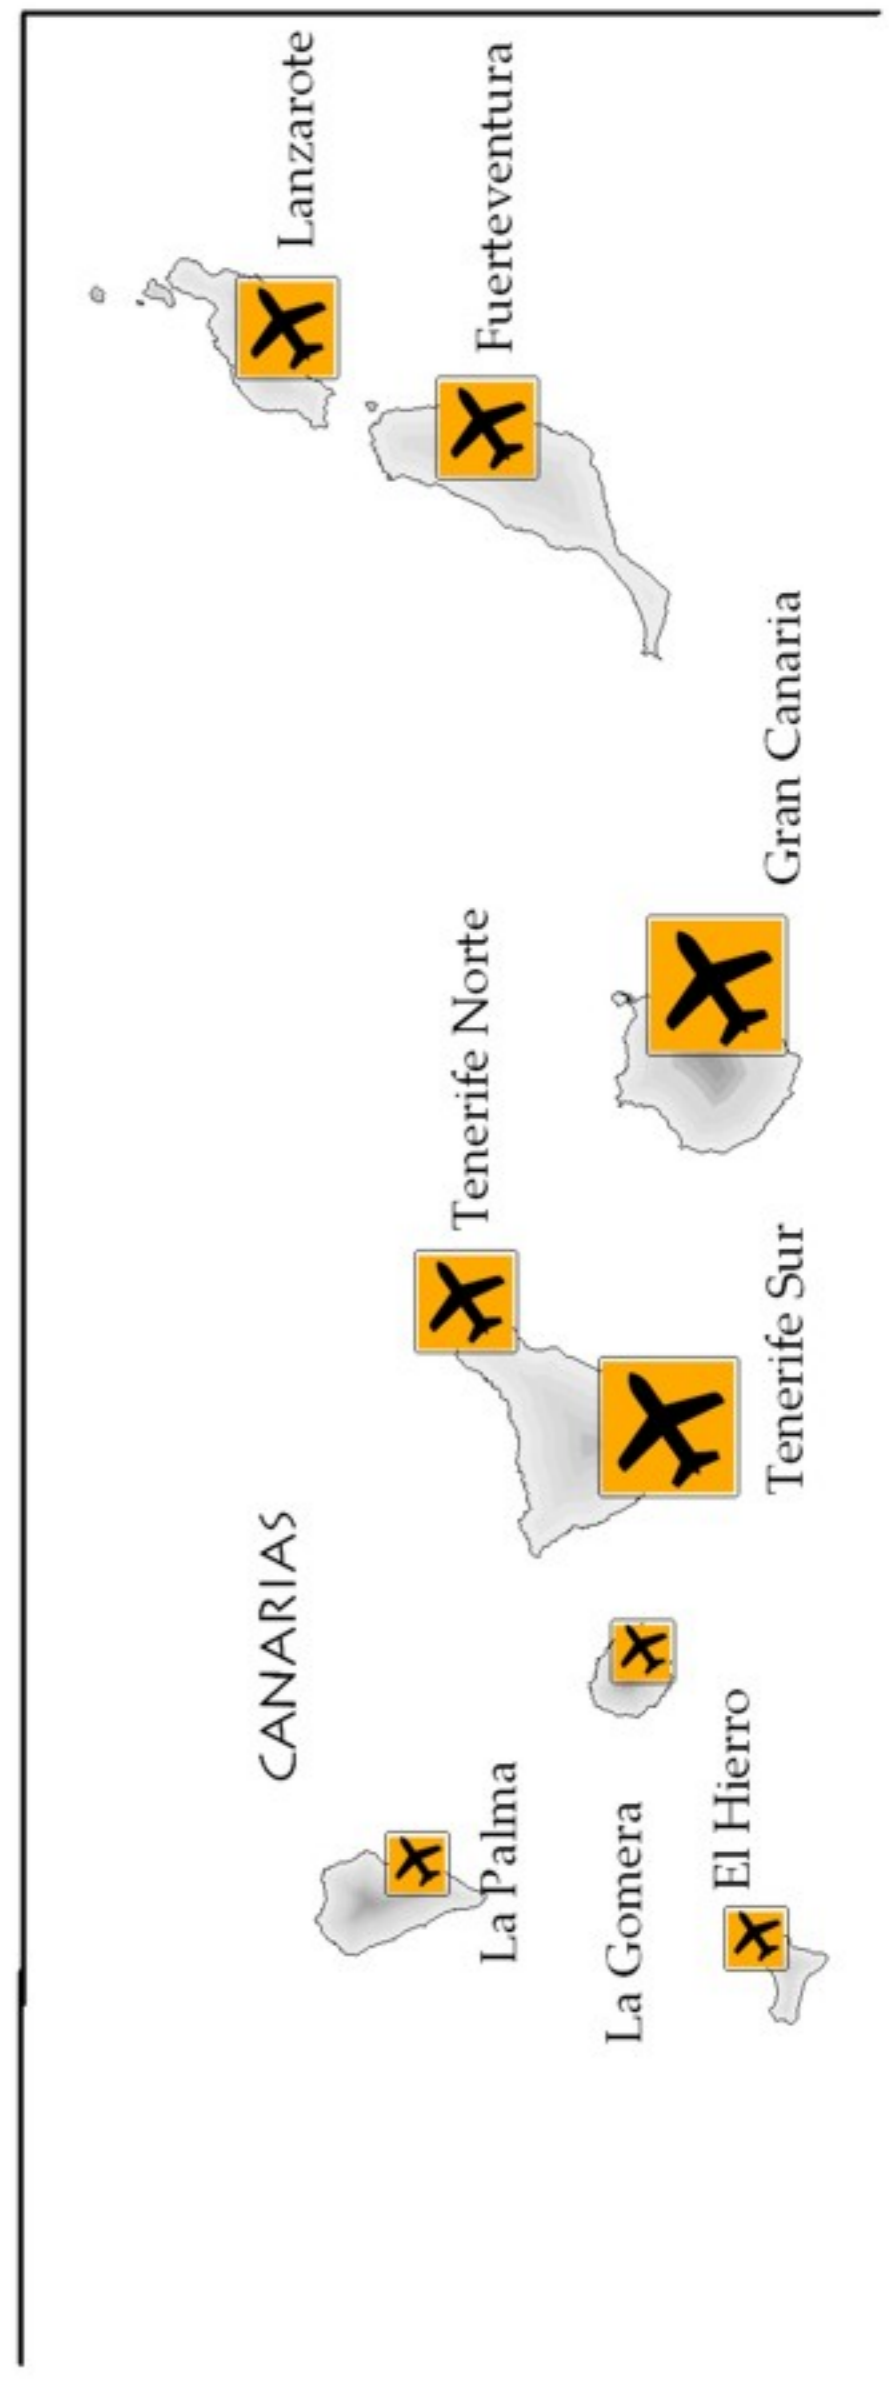 CANARIAS
Lanzarote
Fuerteventura
La Palma
Tenerife Norte
La Gomera
El Hierro
Tenerife Sur
Gran Canaria